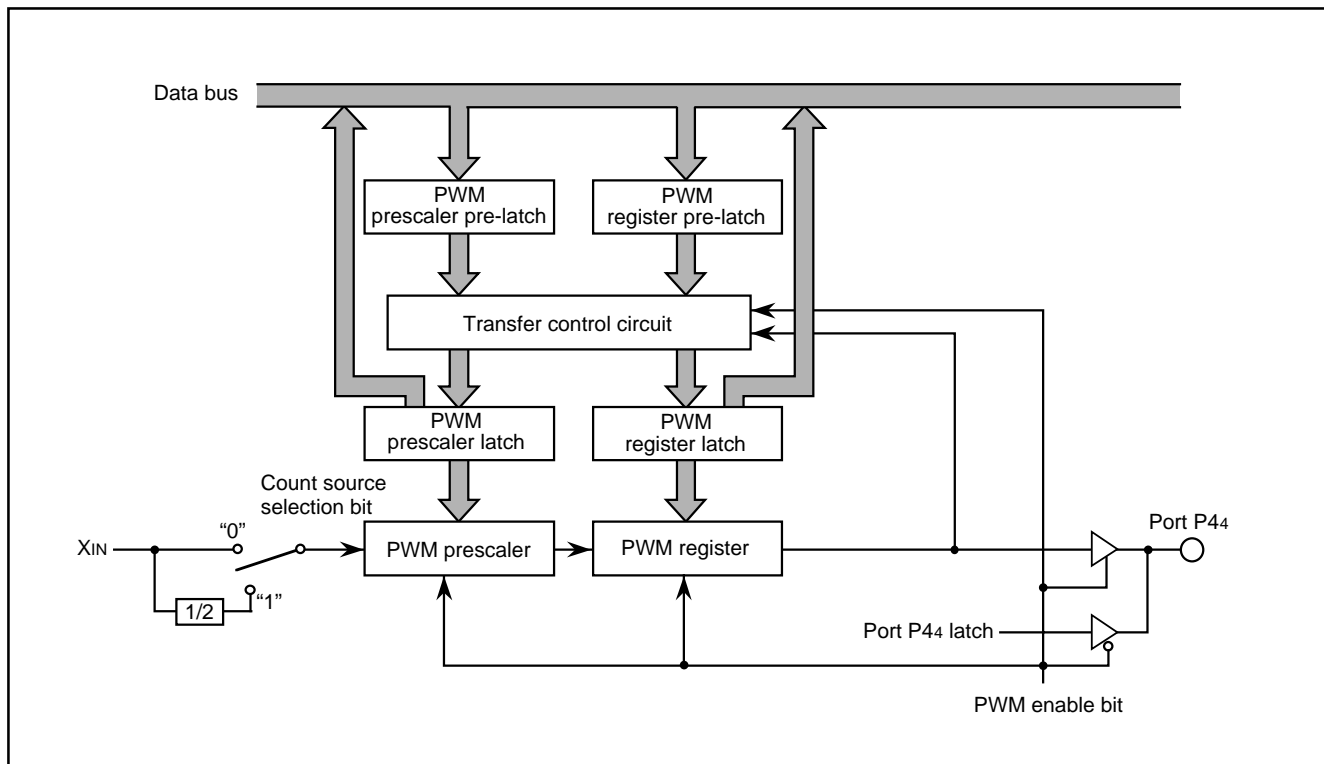 Data bus
PWM
prescaler pre-latch
PWM
register pre-latch
Transfer control circuit
PWM
prescaler latch
PWM
register latch
Count source
selection bit
“0”
XIN
PWM prescaler
PWM register
Port P44
1/2
“1”
Port P44 latch
PWM enable bit